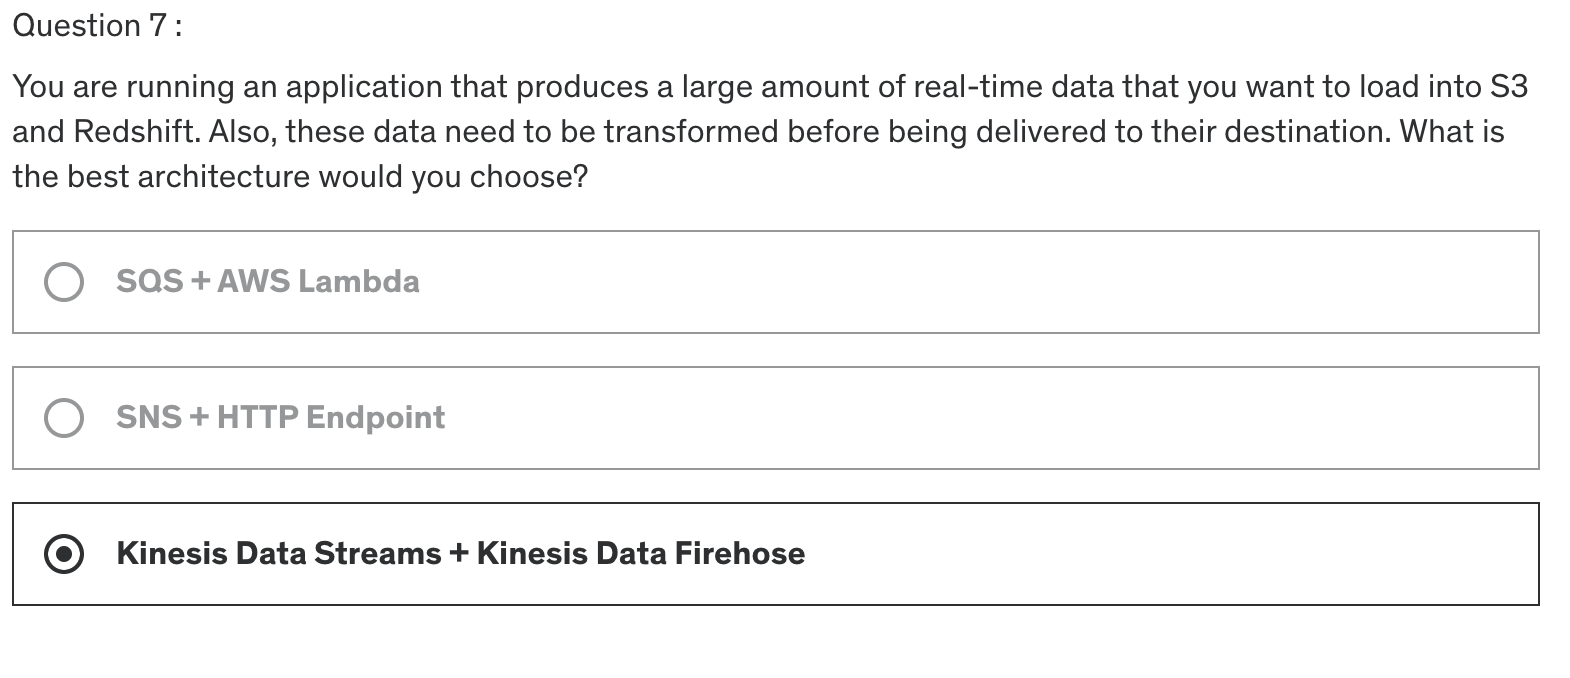 Question 7 :
You are running an application that produces a large amount of real-time data that you want to load into S3
and Redshift. Also, these data need to be transformed before being delivered to their destination. What is
the best architecture would you choose?
SQS + AWS Lambda
SNS + HTTP Endpoint
Kinesis Data Streams + Kinesis Data Firehose